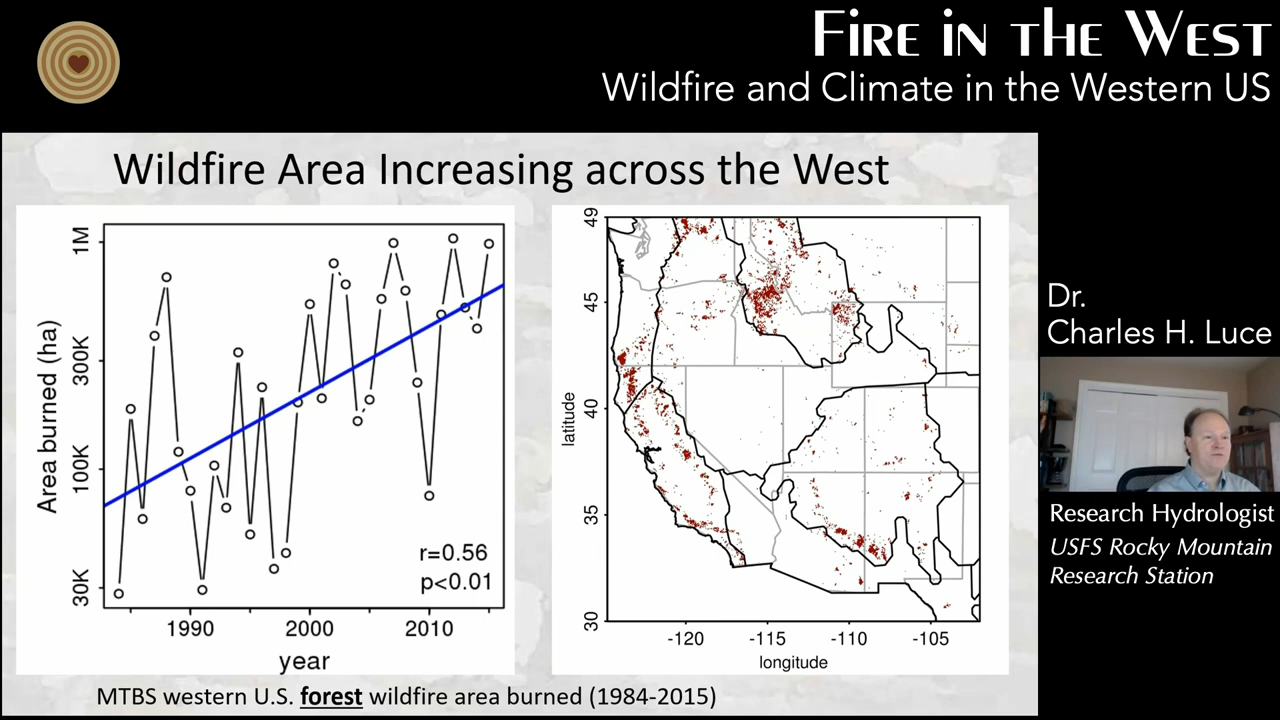 FIRE IN THE WEST
Wildfire and Climate in the Western US
Wildfire Area Increasing across the West
Area burned (ha)
1M
300K
100K
30K
r=0.56
p<0.01
1990
2000
2010
year
latitude
49
45
40
35
30
-120
-115
-110
-105
longitude
MTBS western U.S. forest wildfire area burned (1984-2015)
Dr.
Charles H. Luce
Research Hydrologist
USFS Rocky Mountain
Research Station